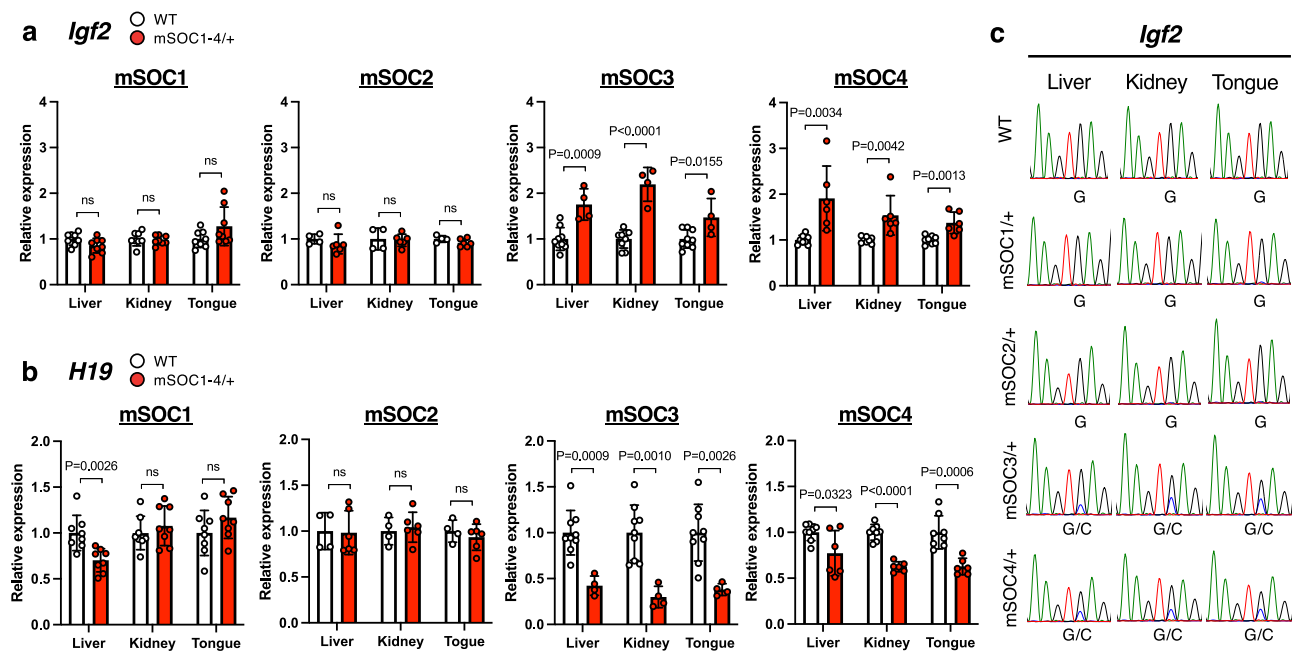 a Igf2
WT
mSOC1-4/+
mSOC1
Relative expression
4
3
2
1
0
ns
ns
ns
Liver Kidney Tongue
mSOC2
Relative expression
4
3
2
1
0
ns
ns
ns
Liver Kidney Tongue
mSOC3
Relative expression
4
3
2
1
0
P=0.0009
P<0.0001
P=0.0155
Liver Kidney Tongue
mSOC4
Relative expression
4
3
2
1
0
P=0.0034
P=0.0042
P=0.0013
Liver Kidney Tongue
b H19
WT
mSOC1-4/+
mSOC1
Relative expression
2.0
1.5
1.0
0.5
0
P=0.0026
ns
ns
Liver Kidney Tongue
mSOC2
Relative expression
2.0
1.5
1.0
0.5
0
ns
ns
ns
Liver Kidney Togue
mSOC3
Relative expression
2.0
1.5
1.0
0.5
0
P=0.0009
P=0.0010
P=0.0026
Liver Kidney Tongue
mSOC4
Relative expression
2.0
1.5
1.0
0.5
0
P=0.0323
P<0.0001
P=0.0006
Liver Kidney Tongue
c Igf2
Liver Kidney Tongue
WT
G G G
mSOC1/+
G G G
mSOC2/+
G G G
mSOC3/+
G/C G/C G/C
mSOC4/+
G/C G/C G/C